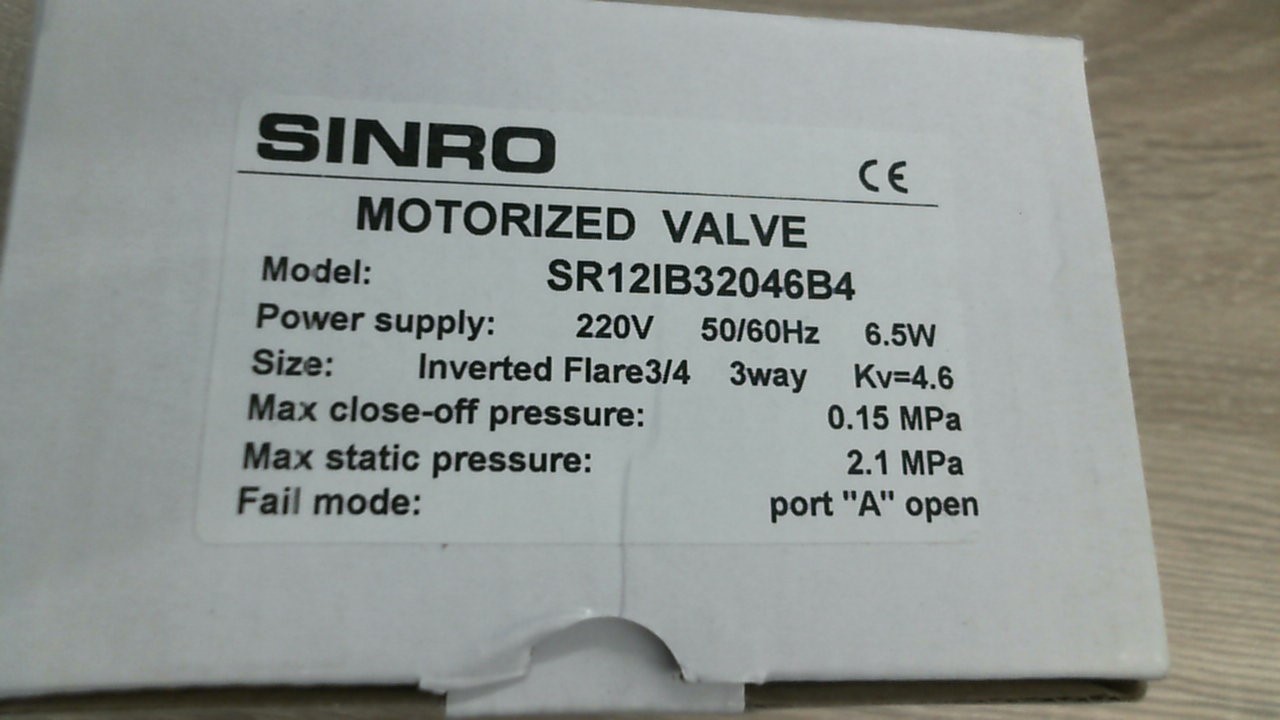 SINRO
CE
MOTORIZED VALVE
Model: SR12IB32046B4
Power supply: 220V 50/60Hz 6.5W
Size: Inverted Flare3/4 3way Kv=4.6
Max close-off pressure: 0.15 MPa
Max static pressure: 2.1 MPa
Fail mode: port "A" open